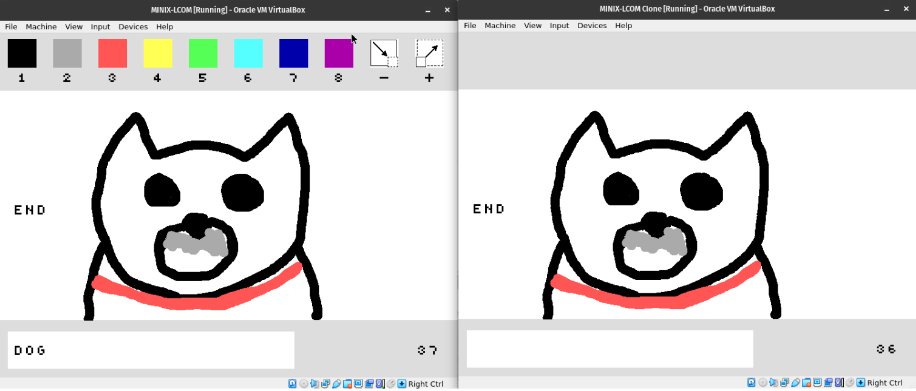 MINIX-LCOM [Running] - Oracle VM VirtualBox
File Machine View Input Devices Help
1 2 3 4 5 6 7 8 - +
END
DOG
37
Right Ctrl
MINIX-LCOM Clone [Running] - Oracle VM VirtualBox
File Machine View Input Devices Help
END
36
Right Ctrl